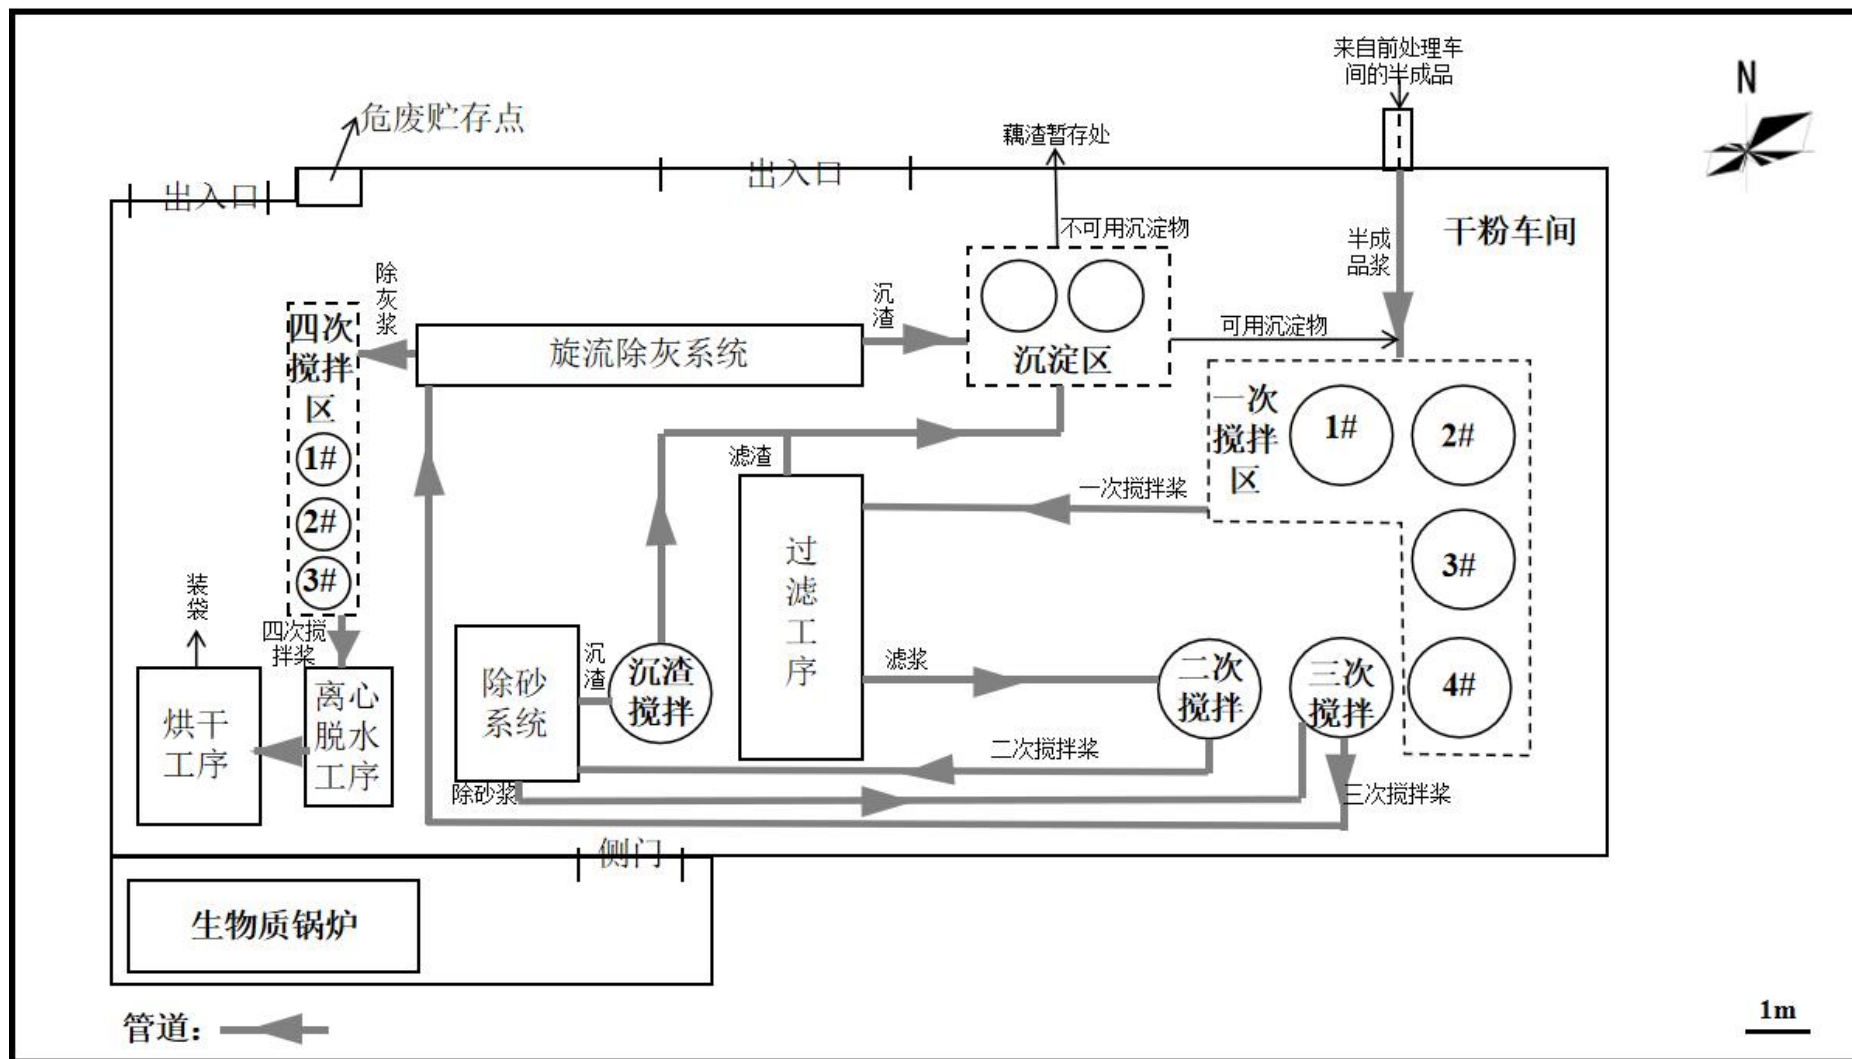 来自前处理车
间的半成品
N
危废贮存点
藕渣暂存处
出入口
出入口
不可用沉淀物
干粉车间
半成
品浆
除
灰
浆
沉
渣
四次
搅拌
区
旋流除灰系统
沉淀区
可用沉淀物
一次
搅拌
区
1#
2#
3#
4#
1#
2#
3#
滤渣
一次搅拌浆
过
滤
工
序
装
袋
四次搅
拌浆
除砂
系统
沉
渣
沉渣
搅拌
滤浆
二次
搅拌
三次
搅拌
烘干
工序
离心
脱水
工序
二次搅拌浆
除砂浆
三次搅拌浆
侧门
生物质锅炉
管道：
1m